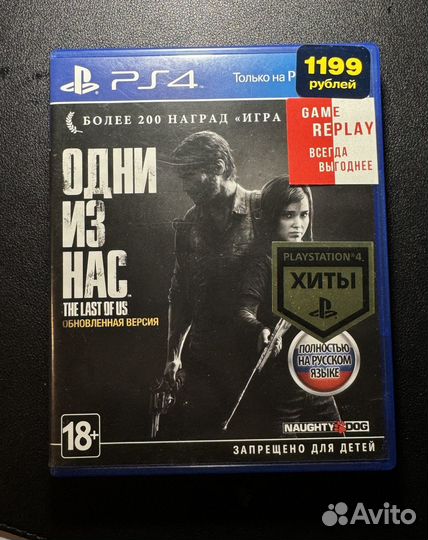 PS4
Только на P
1199
рублей
GAME
REPLAY
ВСЕГДА
ВЫГОДНЕЕ
БОЛЕЕ 200 НАГРАД «ИГРА
ОДНИ
ИЗ
НАС
THE LAST OF US
ОБНОВЛЕННАЯ ВЕРСИЯ
PLAYSTATION®4
ХИТЫ
ПОЛНОСТЬЮ
НА РУССКОМ
ЯЗЫКЕ
18+
NAUGHTY DOG
ЗАПРЕЩЕНО ДЛЯ ДЕТЕЙ
Avito